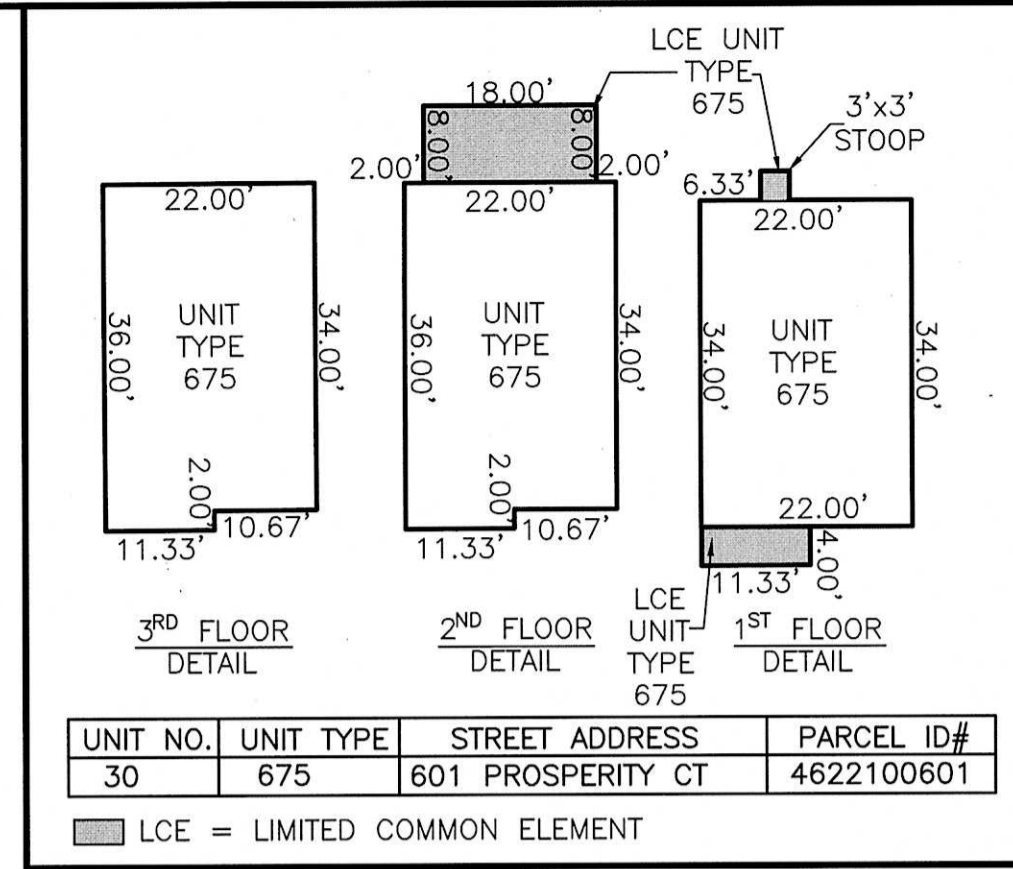 LCE UNIT
TYPE
675
3'x3'
STOOP
18.00'
8.00'
8.00'
2.00'
2.00'
6.33'
22.00'
22.00'
22.00'
36.00'
UNIT
TYPE
675
34.00'
36.00'
UNIT
TYPE
675
34.00'
34.00'
UNIT
TYPE
675
34.00'
2.00'
10.67'
11.33'
2.00'
10.67'
11.33'
22.00'
4.00'
11.33'
LCE
UNIT
TYPE
675
3RD FLOOR
DETAIL
2ND FLOOR
DETAIL
1ST FLOOR
DETAIL
UNIT NO. UNIT TYPE STREET ADDRESS PARCEL ID#
30 675 601 PROSPERITY CT 4622100601
LCE = LIMITED COMMON ELEMENT